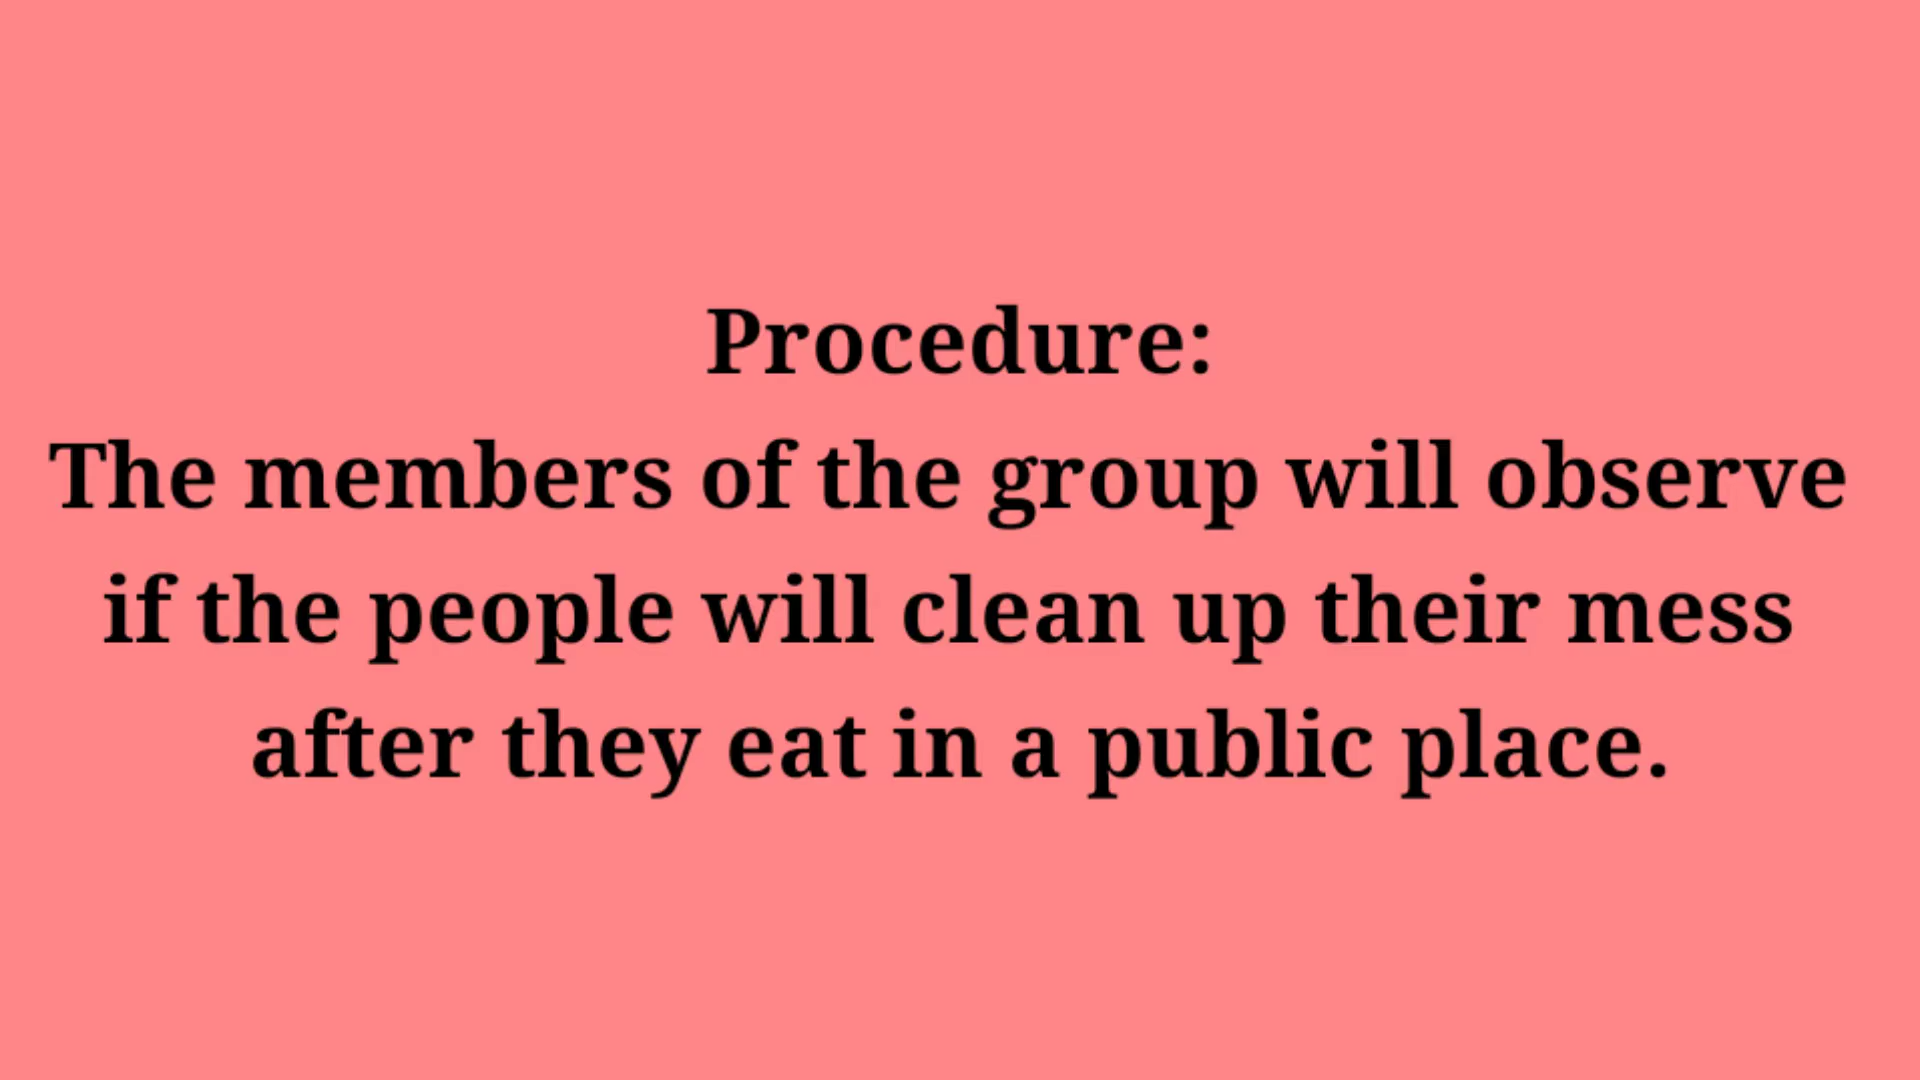 Procedure:
The members of the group will observe
if the people will clean up their mess
after they eat in a public place.